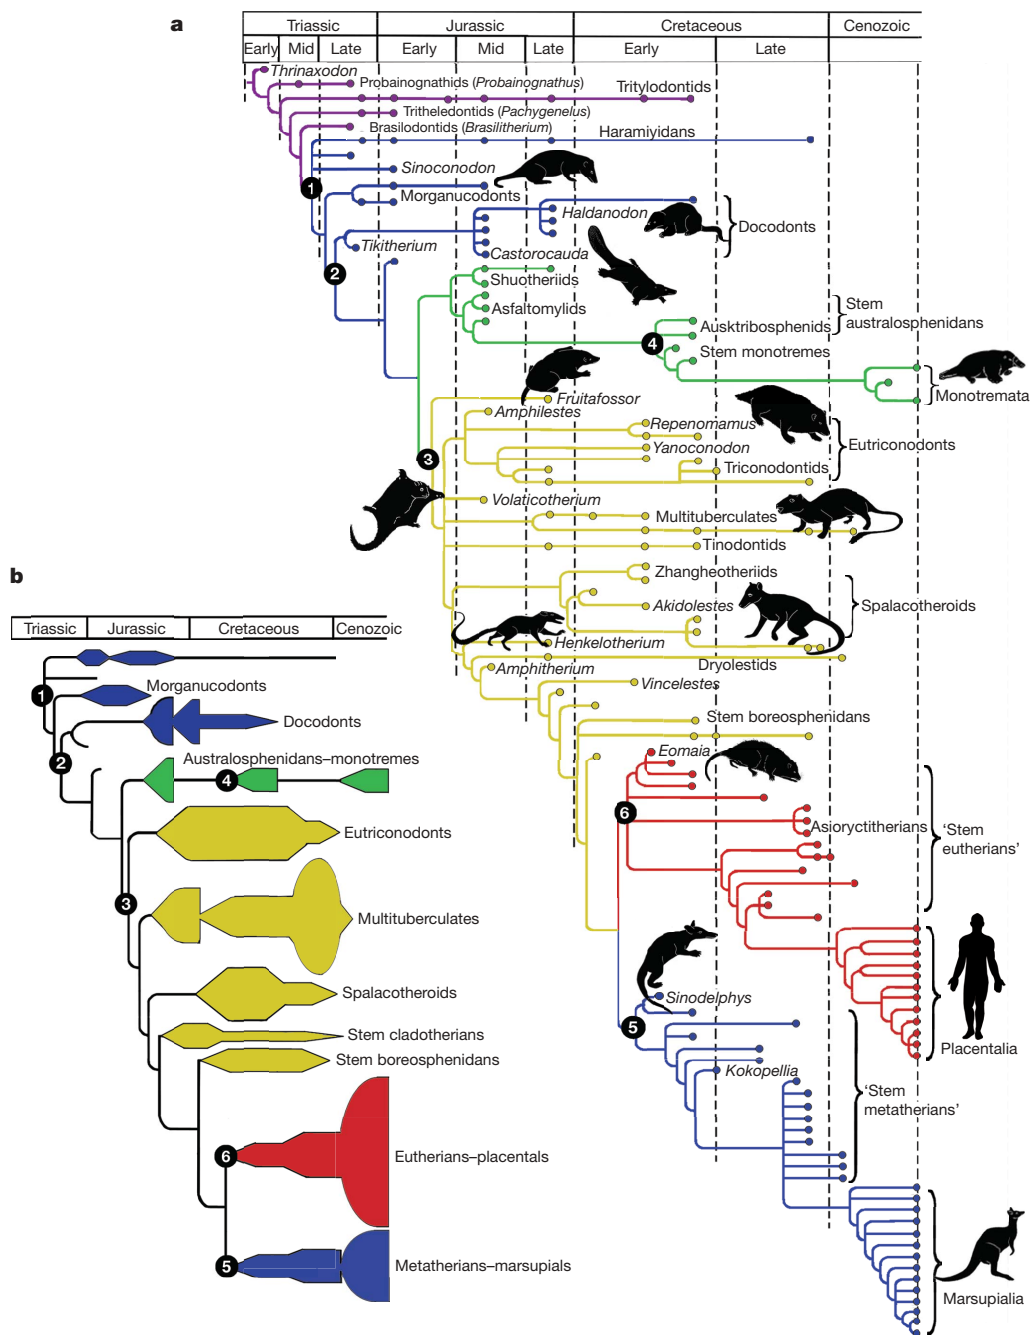 a
Triassic Jurassic Cretaceous Cenozoic
Early Mid Late Early Mid Late Early Late
Thrinaxodon
Probainognathids (Probainognathus)
Tritylodontids
Tritheledontids (Pachygenelus)
Brasilodontids (Brasilitherium)
Haramiyidans
Sinoconodon
1
Morganucodonts
Haldanodon
Docodonts
Tikitherium
Castorocauda
2
Shuotheriids
Asfaltomylids
Ausktribosphenids
Stem
australosphenidans
4
Stem monotremes
Monotremata
Fruitafossor
Amphilestes
Repenomamus
Yanoconodon
Eutriconodonts
3
Triconodontids
Volaticotherium
Multituberculates
Tinodontids
Zhangheotheriids
Akidolestes
Spalacotheroids
Henkelotherium
Dryolestids
Amphitherium
Vincelestes
Stem boreosphenidans
Eomaia
6
Asioryctitherians
'Stem
eutherians'
Placentalia
Sinodelphys
5
Kokopellia
'Stem
metatherians'
Marsupialia
b
Triassic Jurassic Cretaceous Cenozoic
1
Morganucodonts
Docodonts
2
Australosphenidans–monotremes
4
Eutriconodonts
3
Multituberculates
Spalacotheroids
Stem cladotherians
Stem boreosphenidans
6
Eutherians–placentals
5
Metatherians–marsupials